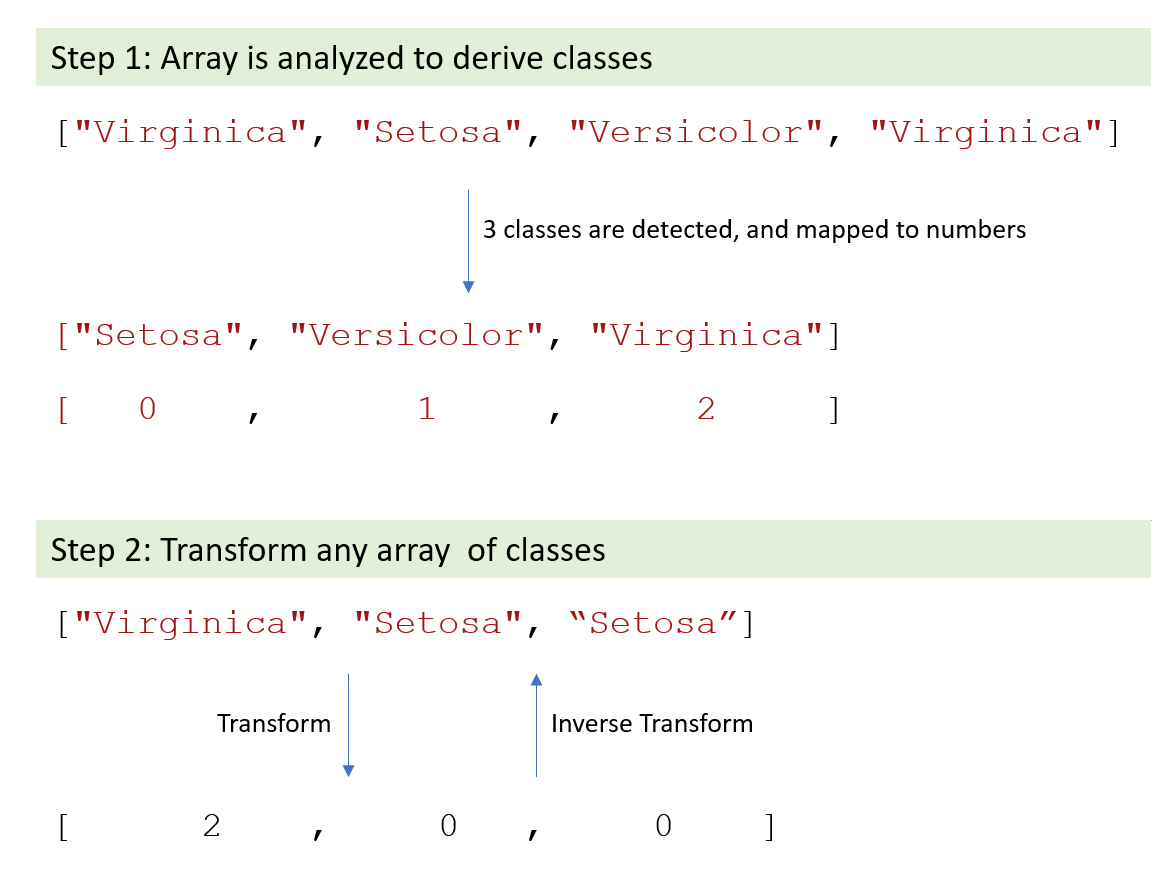 Step 1: Array is analyzed to derive classes
["Virginica", "Setosa", "Versicolor", "Virginica"]
3 classes are detected, and mapped to numbers
["Setosa", "Versicolor", "Virginica"]
[ 0 , 1 , 2 ]
Step 2: Transform any array  of classes
["Virginica", "Setosa", “Setosa”]
Transform
Inverse Transform
[ 2 , 0 , 0 ]